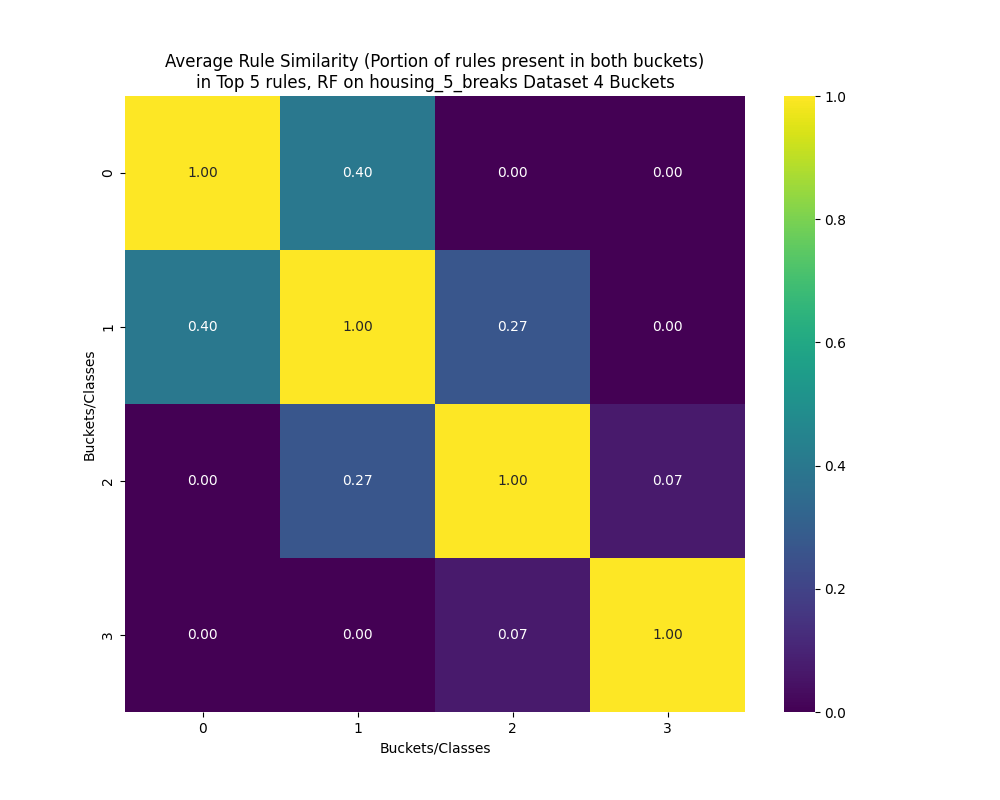 Average Rule Similarity (Portion of rules present in both buckets)
in Top 5 rules, RF on housing_5_breaks Dataset 4 Buckets
1.0
0 1.00 0.40 0.00 0.00
0.8
1 0.40 1.00 0.27 0.00
0.6
Buckets/Classes
0.4
2 0.00 0.27 1.00 0.07
0.2
3 0.00 0.00 0.07 1.00
0.0
0 1 2 3
Buckets/Classes